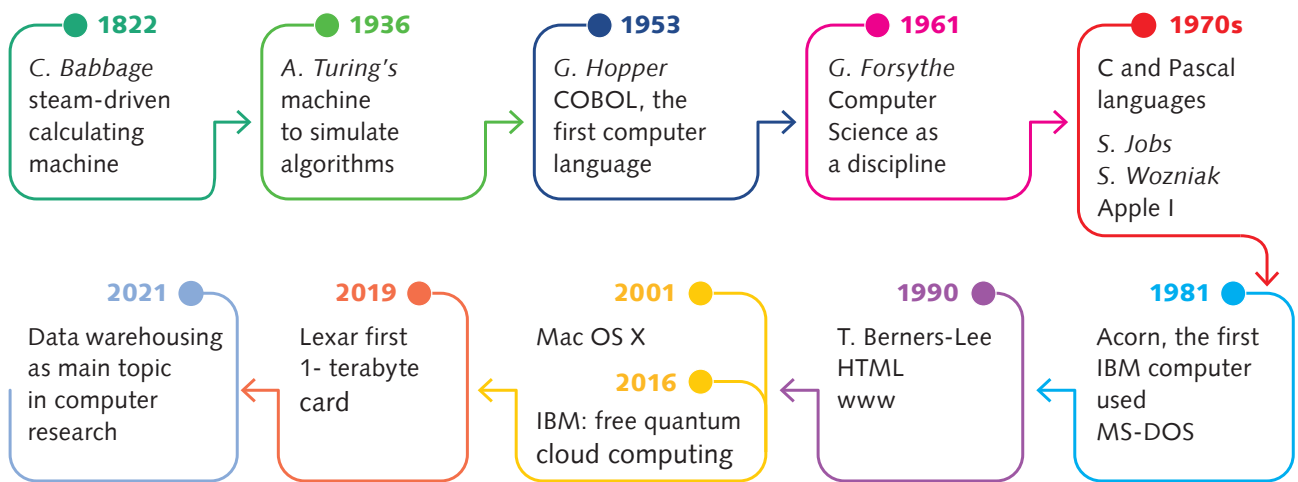 1822
C. Babbage
steam-driven
calculating
machine
1936
A. Turing’s
machine
to simulate
algorithms
1953
G. Hopper
COBOL, the
first computer
language
1961
G. Forsythe
Computer
Science as
a discipline
1970s
C and Pascal
languages
S. Jobs
S. Wozniak
Apple I
1981
Acorn, the first
IBM computer
used
MS-DOS
1990
T. Berners-Lee
HTML
www
2001
Mac OS X
2016
IBM: free quantum
cloud computing
2019
Lexar first
1- terabyte
card
2021
Data warehousing
as main topic
in computer
research